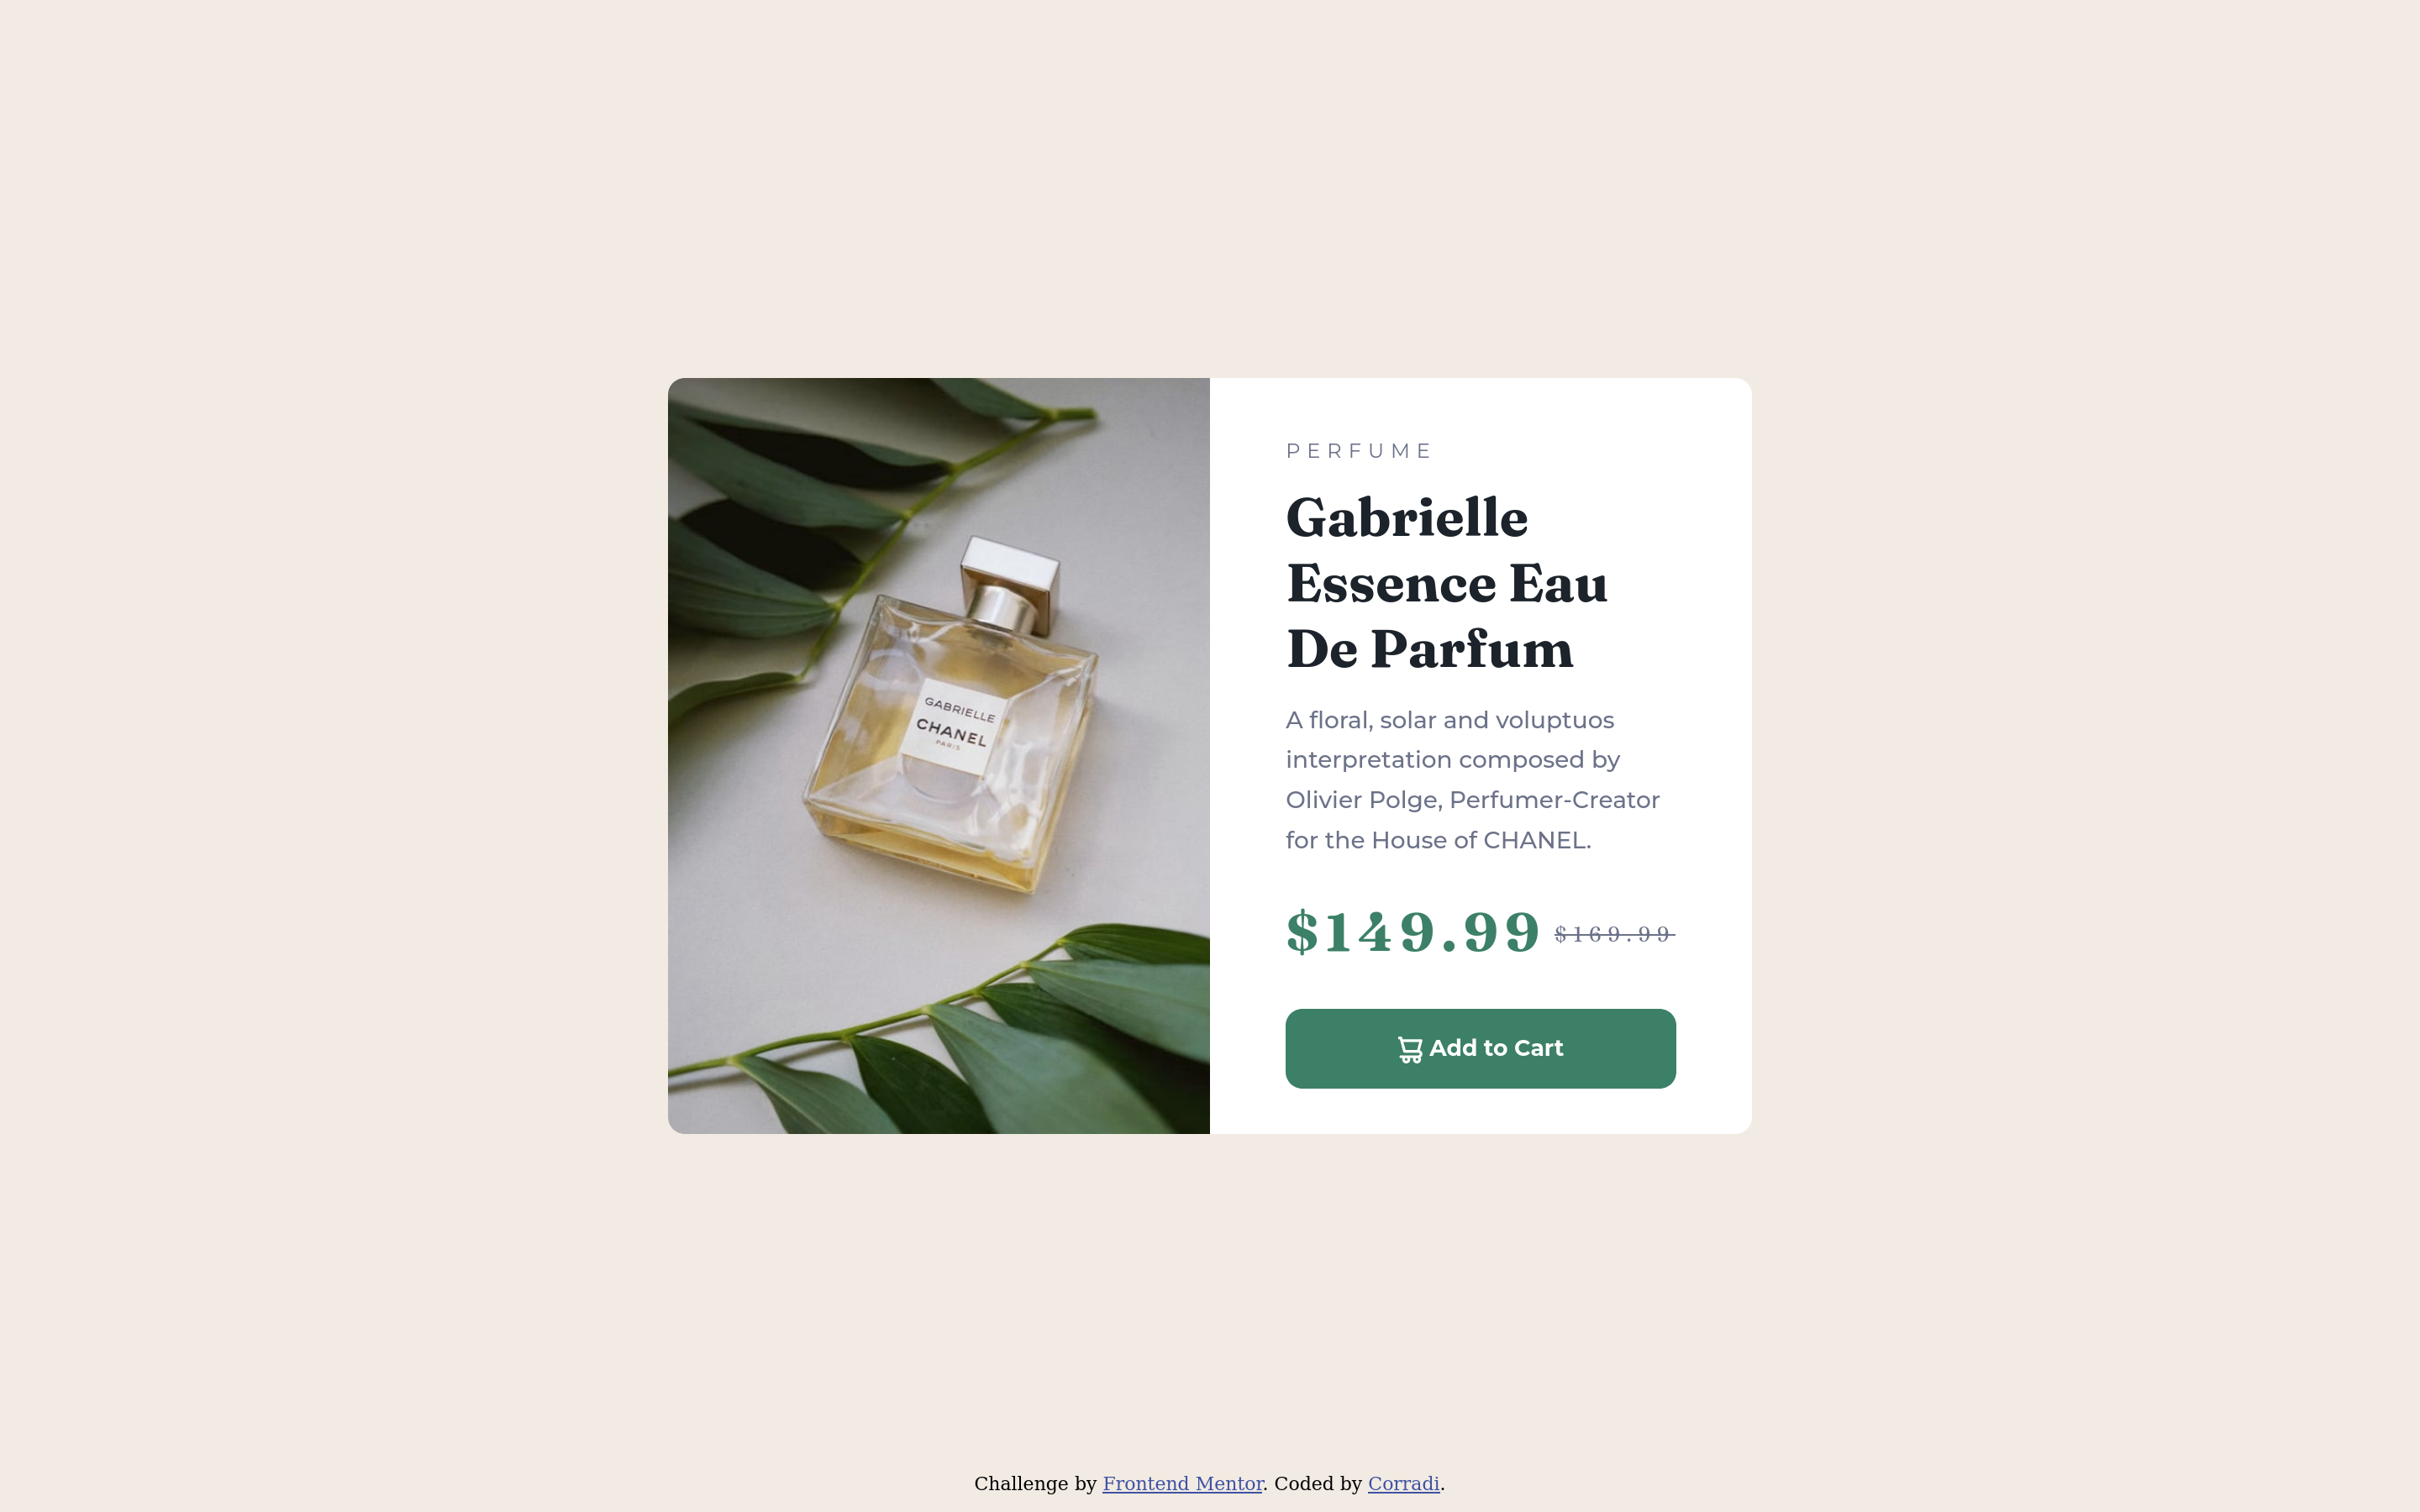 GABRIELLE
CHANEL
PARIS
PERFUME
Gabrielle
Essence Eau
De Parfum
A floral, solar and voluptuos
interpretation composed by
Olivier Polge, Perfumer-Creator
for the House of CHANEL.
$149.99 $169.99
Add to Cart
Challenge by Frontend Mentor. Coded by Corradi.